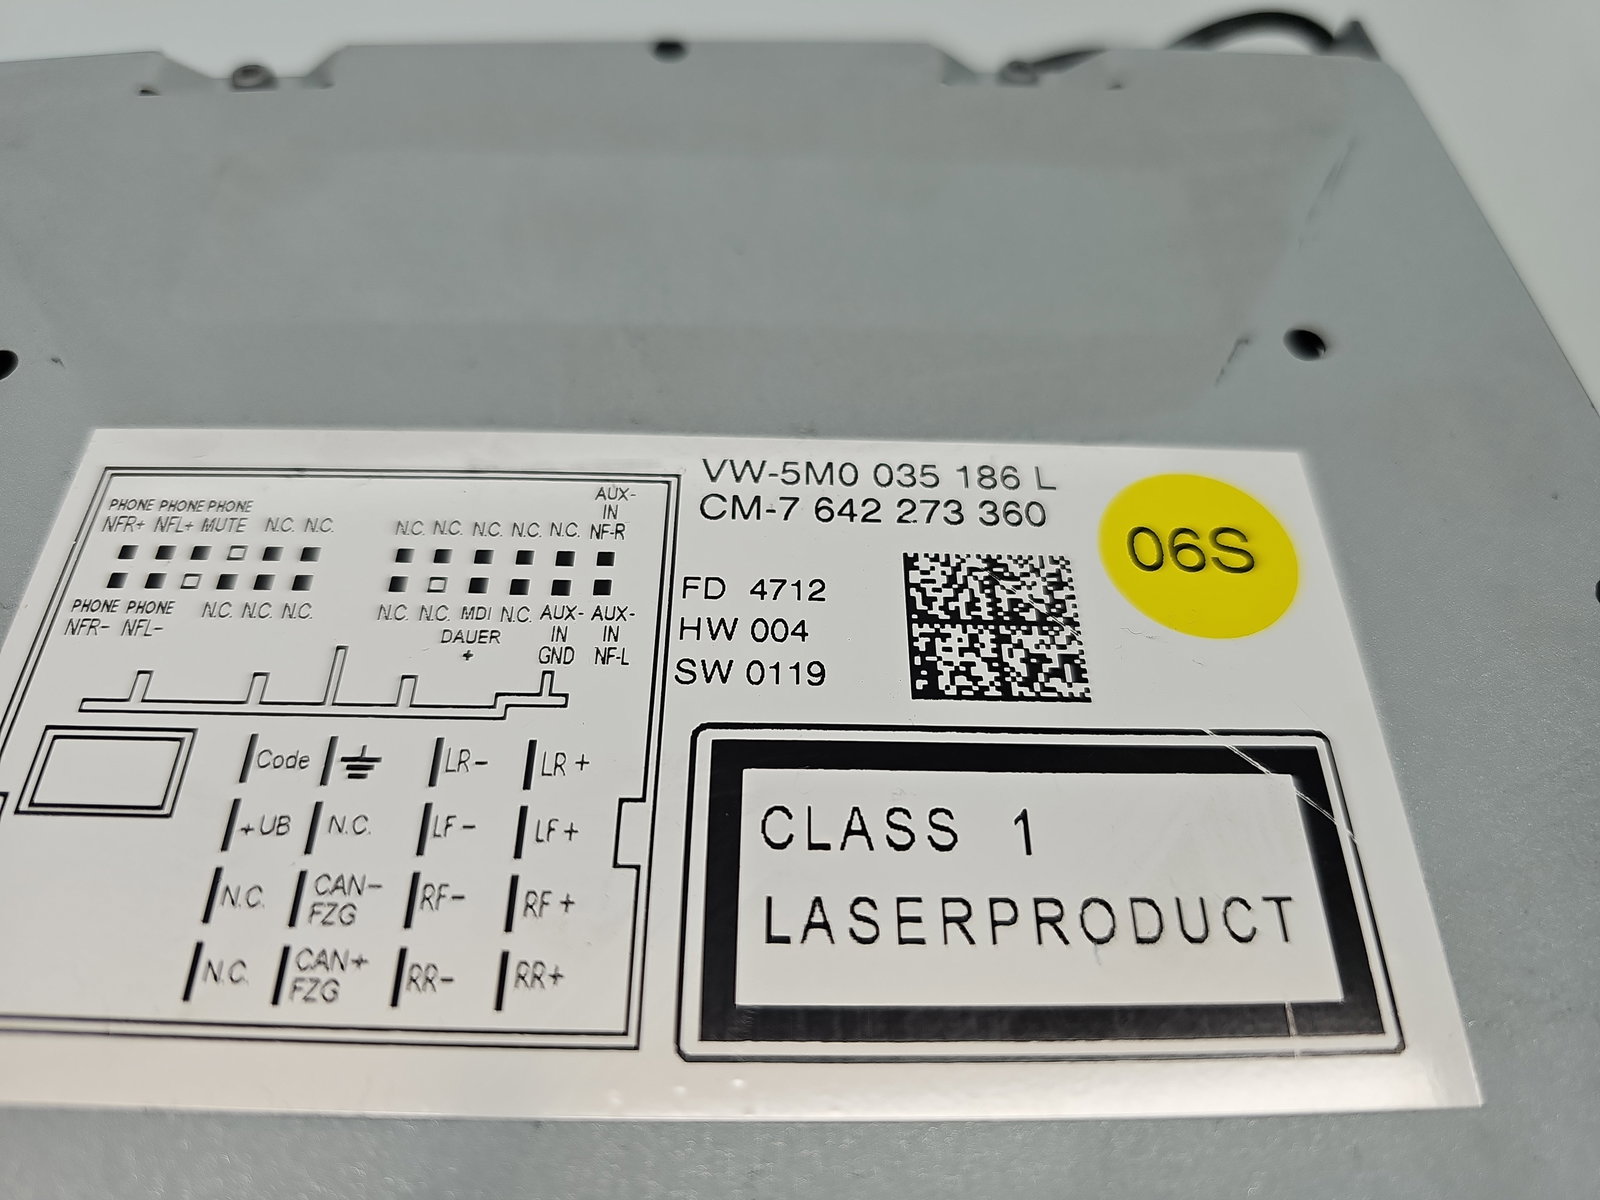 PHONE PHONE PHONE
NFR+ NFL+ MUTE N.C. N.C.
PHONE PHONE
NFR- NFL- N.C. N.C. N.C.
AUX-
IN
N.C. N.C. N.C. N.C. N.C. NF-R
N.C. N.C. MDI N.C. AUX- AUX-
DAUER IN IN
+ GND NF-L
Code LR- LR+
+UB N.C. LF- LF+
N.C. CAN- FZG RF- RF+
N.C. CAN+ FZG RR- RR+
VW-5M0 035 186 L
CM-7 642 273 360
06S
FD 4712
HW 004
SW 0119
CLASS 1
LASERPRODUCT